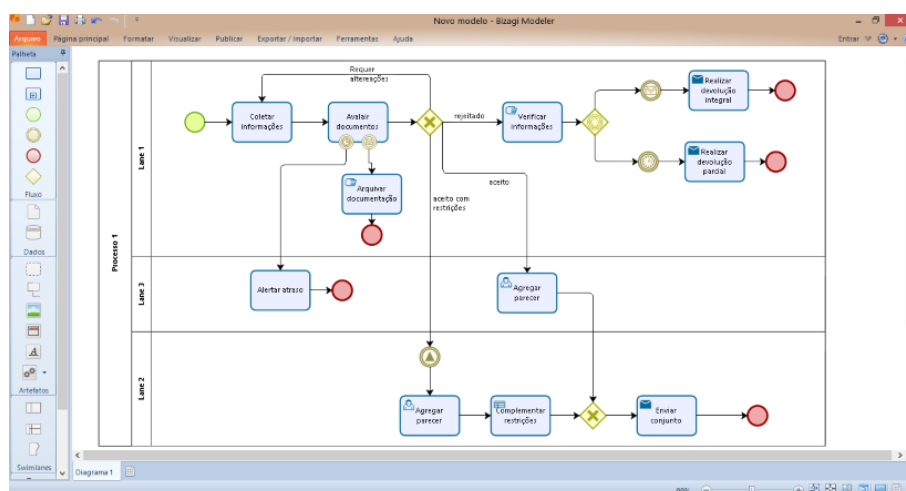 Novo modelo - Bizagi Modeler
Arquivo Página principal Formatar Visualizar Publicar Exportar / Importar Ferramentas Ajuda Entrar
Palheta
Fluxo
Dados
Artefatos
Swimlanes
Processo 1
Lane 1
Requer
altereações
Coletar
informações
Avalair
documentos
rejeitado
Verificar
informações
Realizar
devolução
integral
Realizar
devolução
parcial
Arquivar
documentação
aceito com
restrições
aceito
Lane 3
Alertar atraso
Agregar
parecer
Lane 2
Agregar
parecer
Complementar
restrições
Enviar
conjunto
Diagrama 1